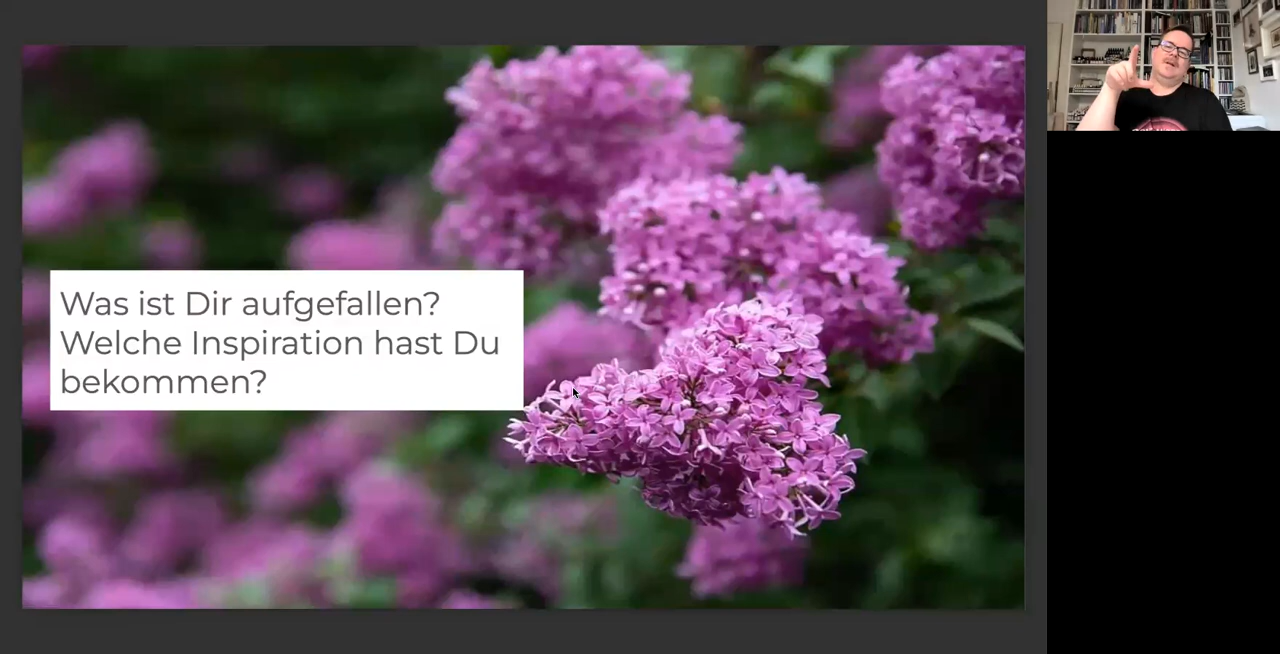 Was ist Dir aufgefallen?
Welche Inspiration hast Du
bekommen?